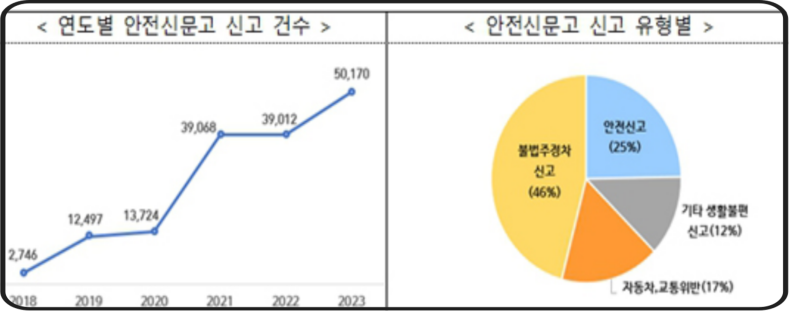 < 연도별 안전신문고 신고 건수 >
50,170
39,068
39,012
12,497
13,724
2,746
2018 2019 2020 2021 2022 2023
< 안전신문고 신고 유형별 >
안전신고
(25%)
불법주정차
신고
(46%)
기타 생활불편
신고(12%)
자동차,교통위반(17%)